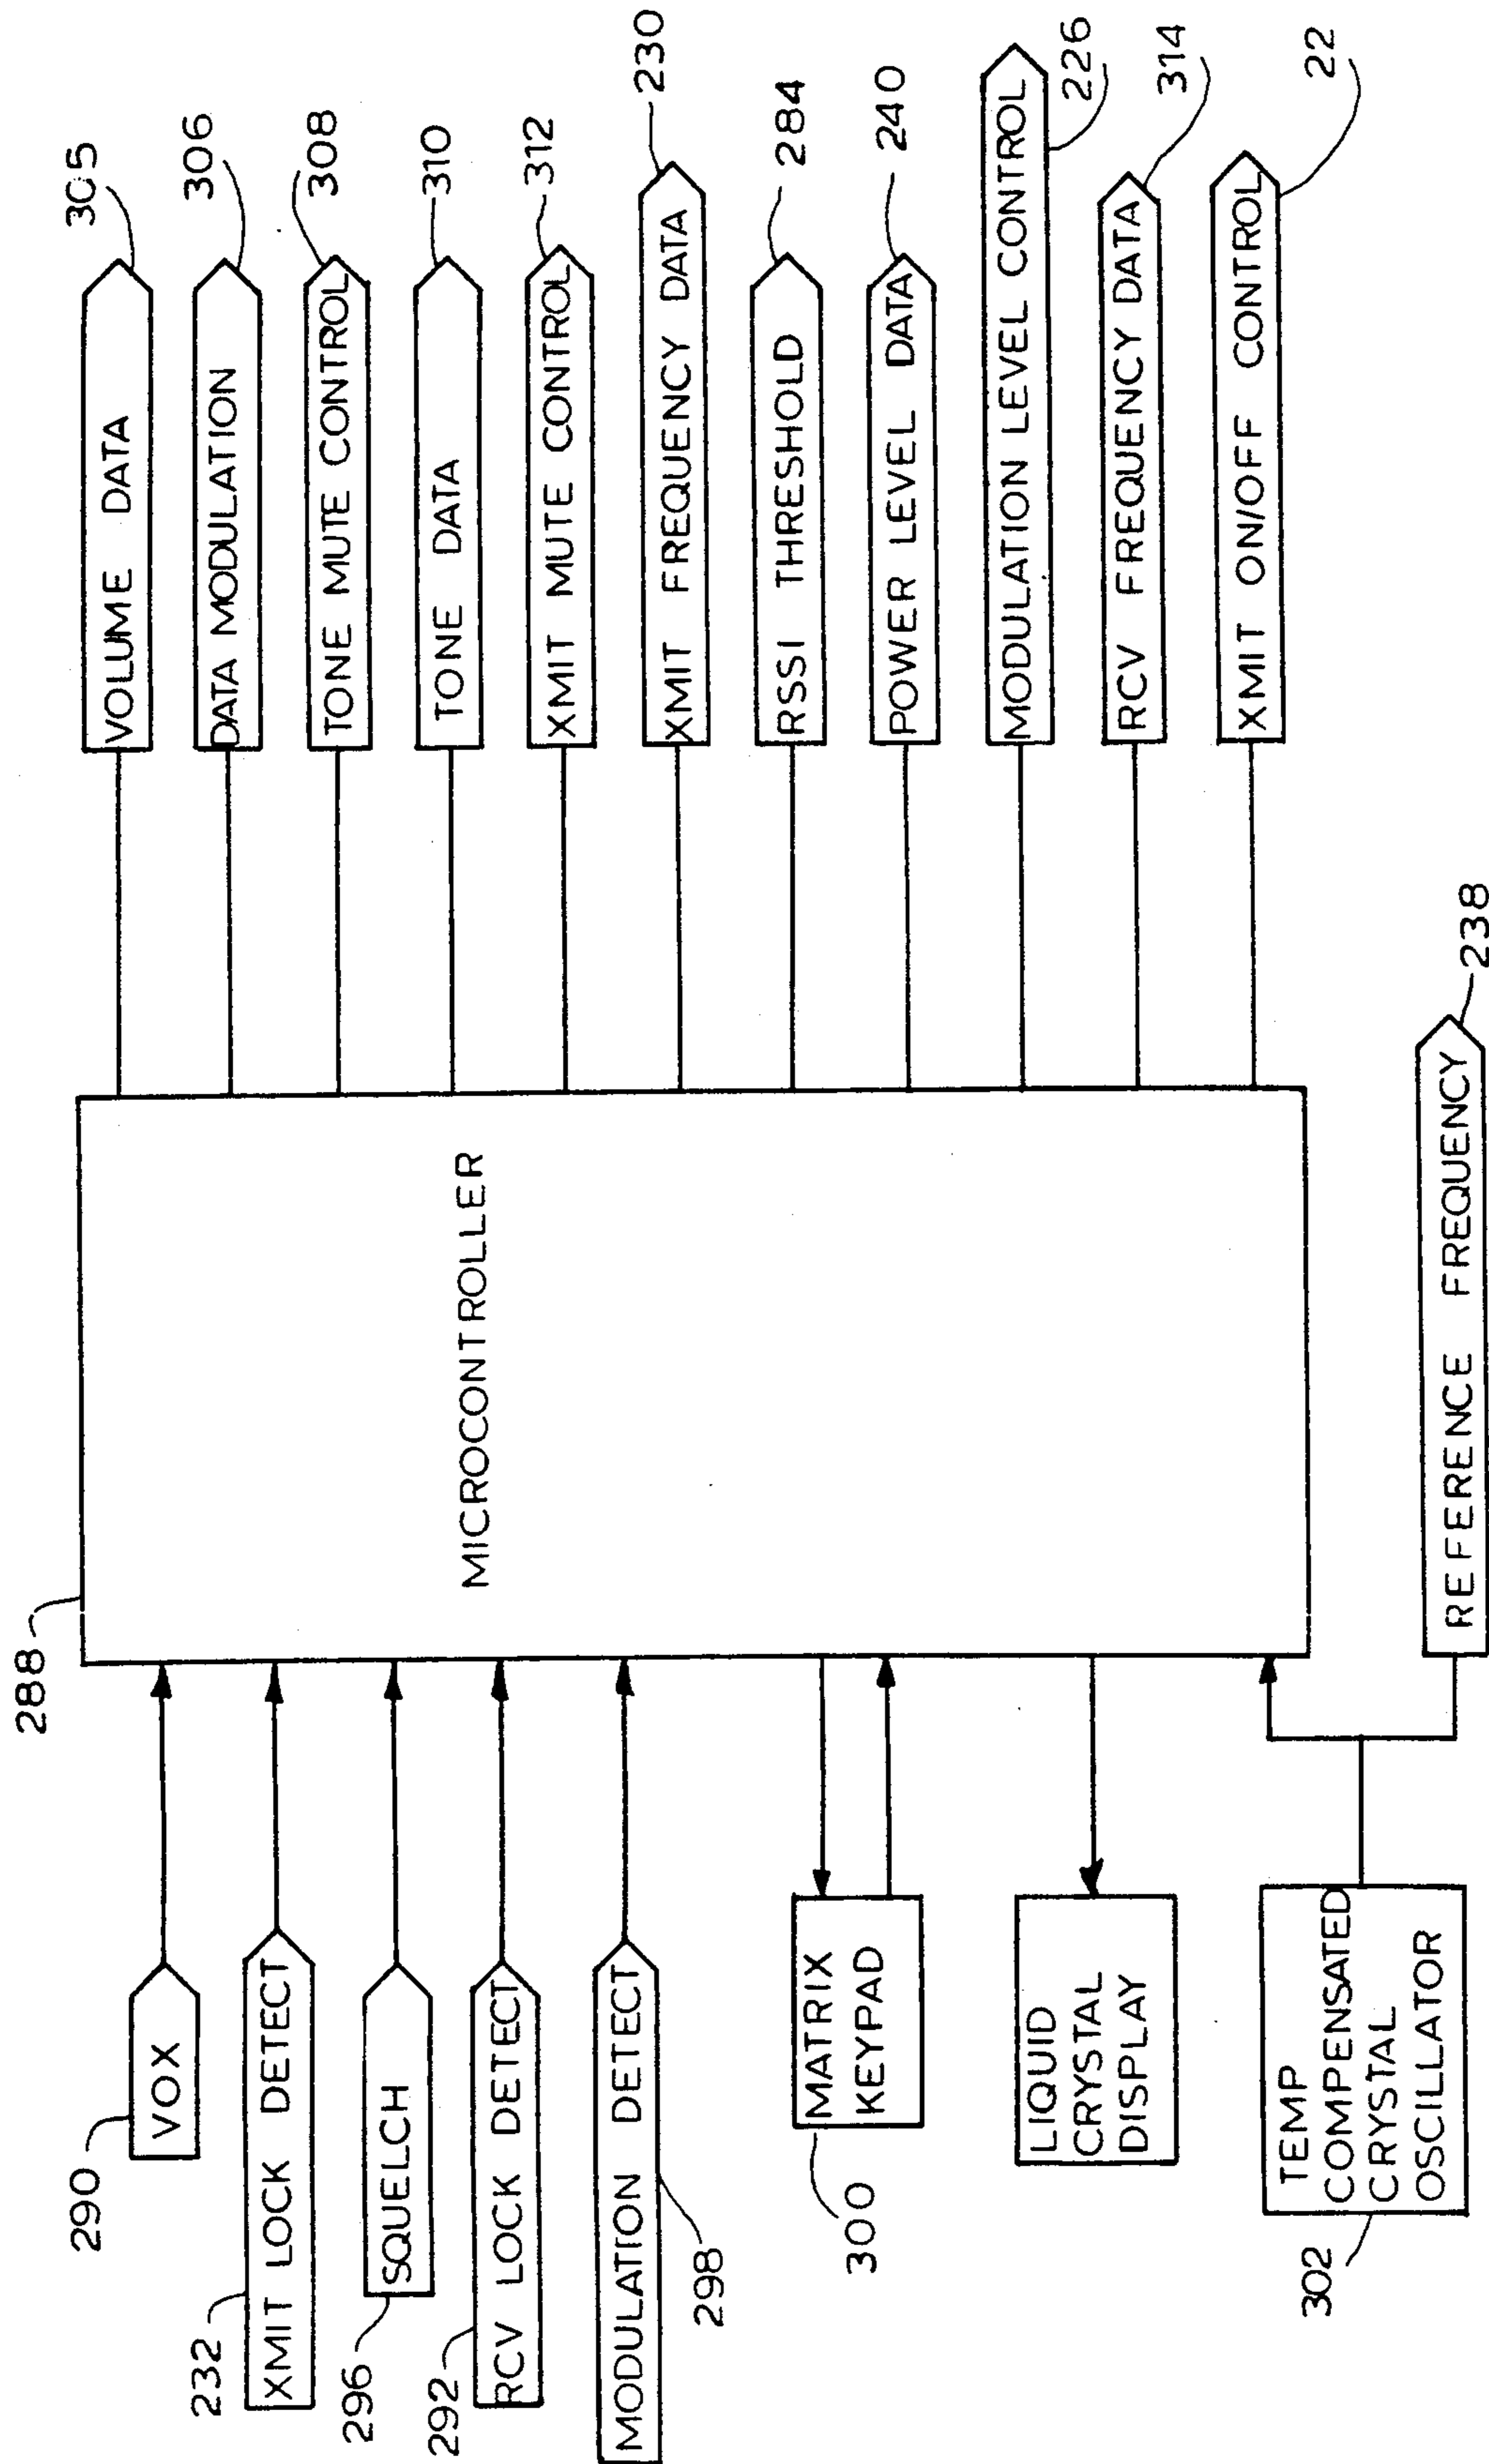 288
MICROCONTROLLER
290
VOX
232
XMIT LOCK DETECT
296
SQUELCH
292
RCV LOCK DETECT
MODULATION DETECT
298
MATRIX
KEYPAD
300
LIQUID
CRYSTAL
DISPLAY
TEMP
COMPENSATED
CRYSTAL
OSCILLATOR
302
VOLUME DATA
305
DATA MODULATION
306
TONE MUTE CONTROL
308
TONE DATA
310
XMIT MUTE CONTROL
312
XMIT FREQUENCY DATA
230
RSSI THRESHOLD
284
POWER LEVEL DATA
240
MODULATION LEVEL CONTROL
226
RCV FREQUENCY DATA
314
XMIT ON/OFF CONTROL
22
REFERENCE FREQUENCY
238